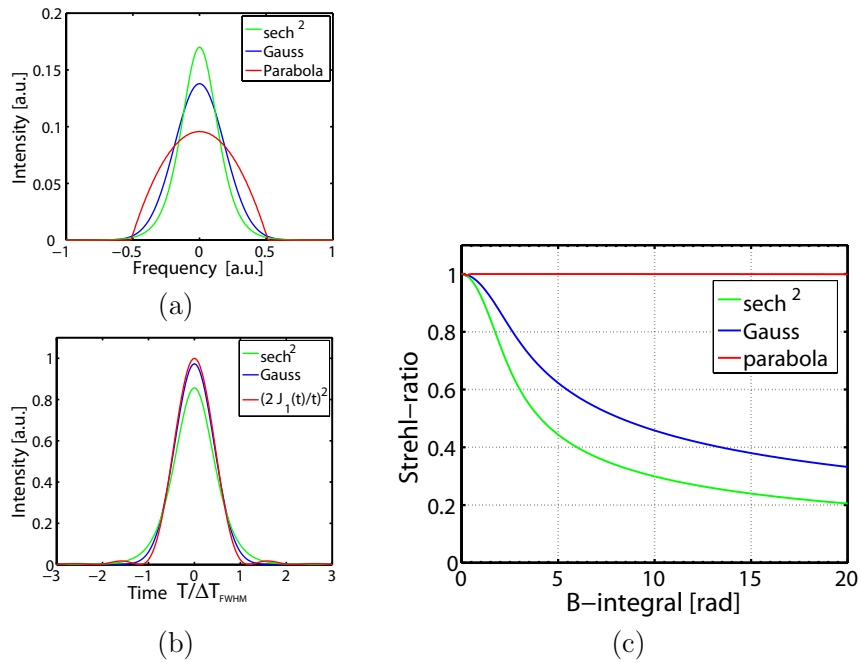 0.2
0.15
0.1
0.05
0
Intensity [a.u.]
sech ²
Gauss
Parabola
−1 −0.5 0 0.5 1
Frequency [a.u.]
(a)
1
0.8
0.6
0.4
0.2
0
Intensity [a.u.]
sech²
Gauss
(2 J_1(t)/t)²
−3 −2 −1 0 1 2 3
Time T/ΔT_FWHM
(b)
1
0.8
0.6
0.4
0.2
0
Strehl−ratio
sech ²
Gauss
parabola
0 5 10 15 20
B−integral [rad]
(c)